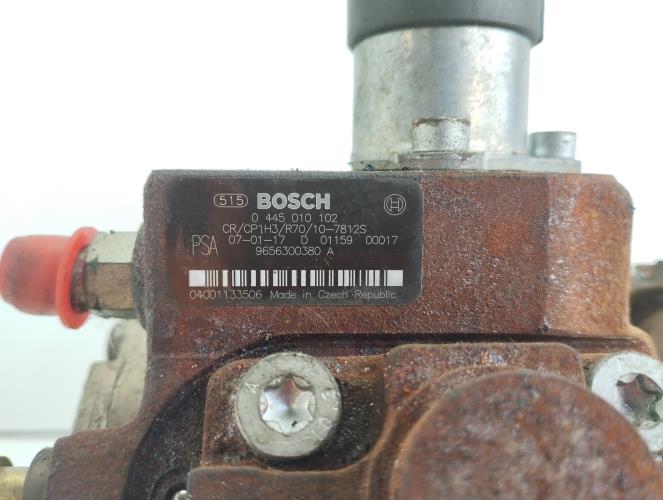 515 BOSCH
0 445 010 102
CR/CP1H3/R70/10-7812S
PSA 07-01-17 D 01159 00017
9656300380 A
04001133506 Made in Czech Republic